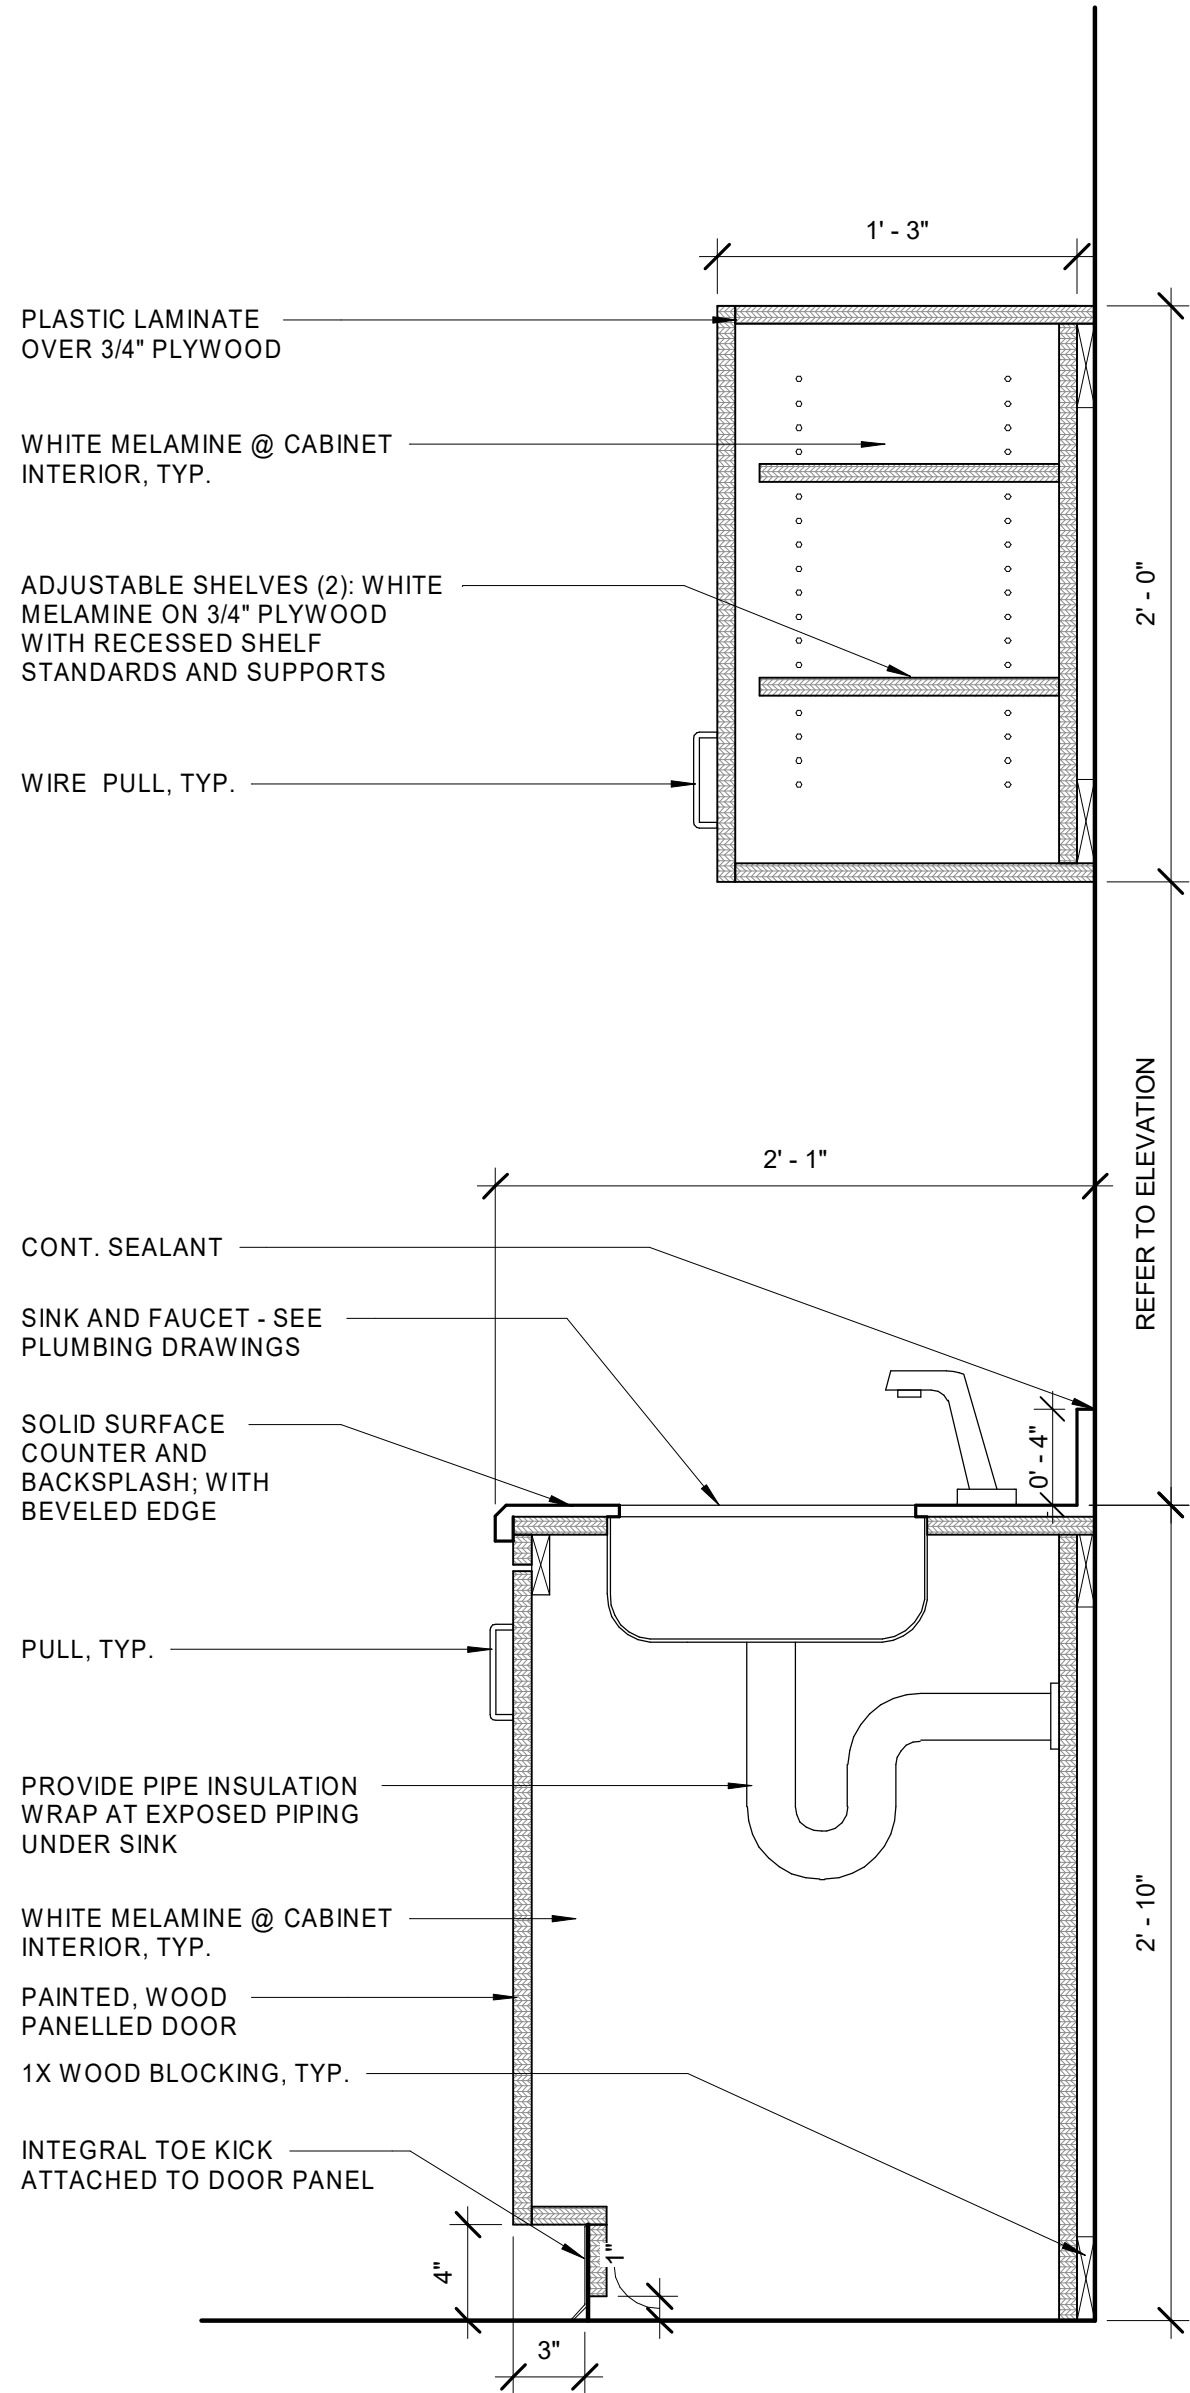 1' - 3"
PLASTIC LAMINATE
OVER 3/4" PLYWOOD
WHITE MELAMINE @ CABINET
INTERIOR, TYP.
ADJUSTABLE SHELVES (2): WHITE
MELAMINE ON 3/4" PLYWOOD
WITH RECESSED SHELF
STANDARDS AND SUPPORTS
2' - 0"
WIRE PULL, TYP.
REFER TO ELEVATION
2' - 1"
CONT. SEALANT
SINK AND FAUCET - SEE
PLUMBING DRAWINGS
SOLID SURFACE
COUNTER AND
BACKSPLASH; WITH
BEVELED EDGE
0' - 4"
PULL, TYP.
PROVIDE PIPE INSULATION
WRAP AT EXPOSED PIPING
UNDER SINK
WHITE MELAMINE @ CABINET
INTERIOR, TYP.
2' - 10"
PAINTED, WOOD
PANELLED DOOR
1X WOOD BLOCKING, TYP.
INTEGRAL TOE KICK
ATTACHED TO DOOR PANEL
4"
1"
3"